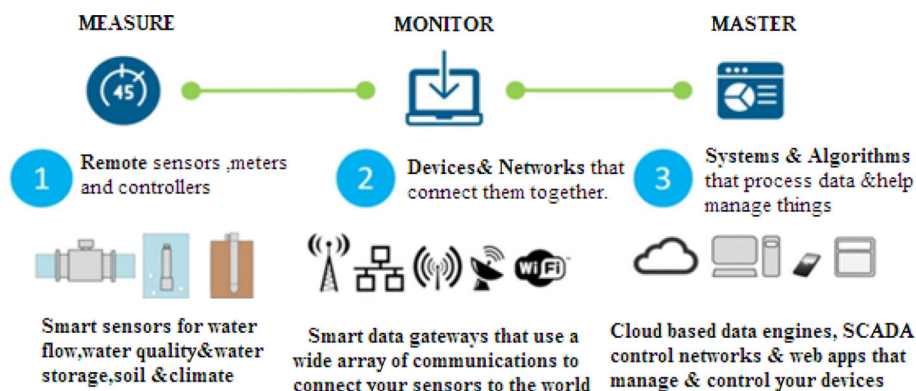 MEASURE
MONITOR
MASTER
45
1
Remote sensors ,meters
and controllers
2
Devices& Networks that
connect them together.
3
Systems & Algorithms
that process data &help
manage things
WiFi
Smart sensors for water
flow,water quality&water
storage,soil &climate
Smart data gateways that use a
wide array of communications to
connect your sensors to the world
Cloud based data engines, SCADA
control networks & web apps that
manage & control your devices